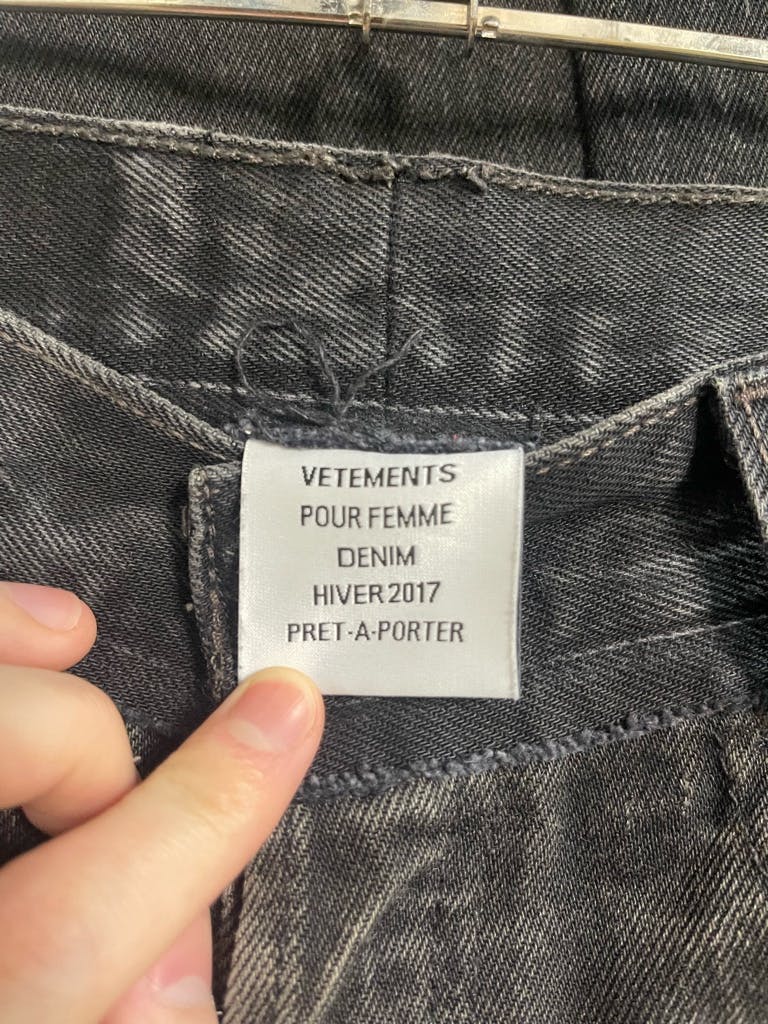 VETEMENTS
POUR FEMME
DENIM
HIVER 2017
PRET-A-PORTER